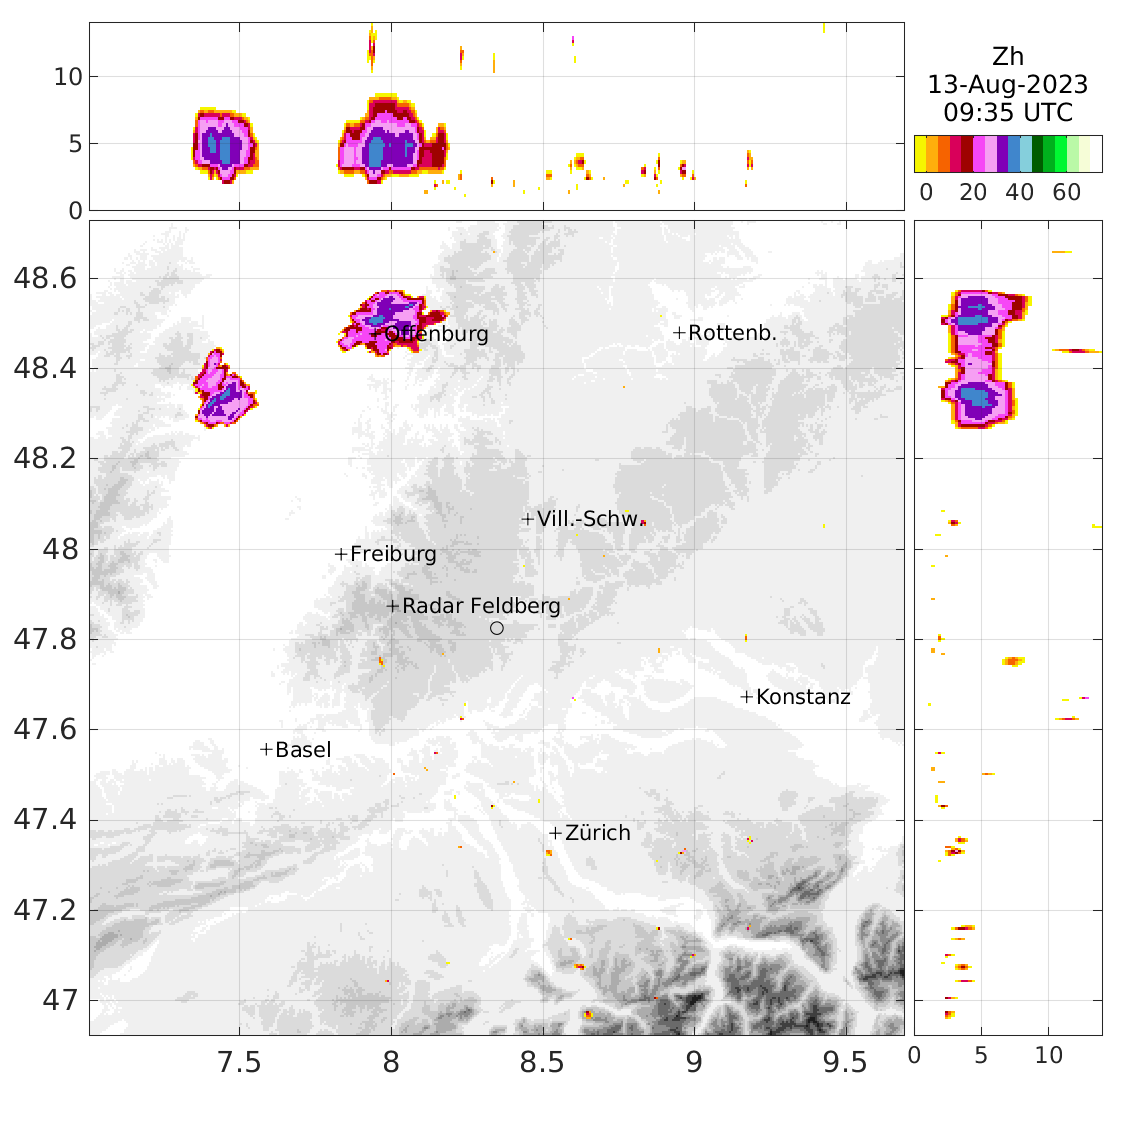 10
5
0
Zh
13-Aug-2023
09:35 UTC
0 20 40 60
48.6
48.4
48.2
48
47.8
47.6
47.4
47.2
47
Offenburg
Rottenb.
Vill.-Schw.
Freiburg
Radar Feldberg
Konstanz
Basel
Zürich
7.5 8 8.5 9 9.5
0 5 10